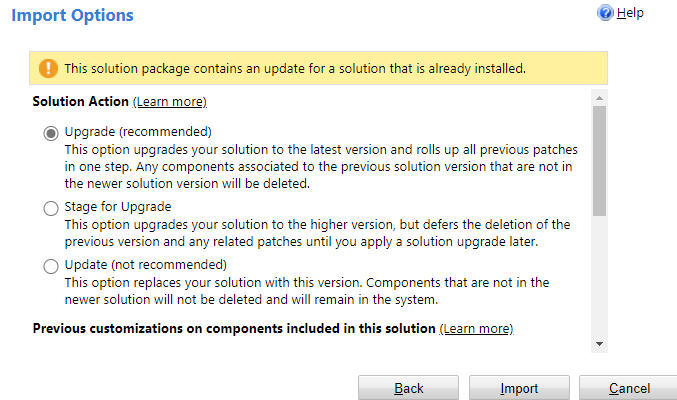 Import Options
Help
This solution package contains an update for a solution that is already installed.
Solution Action (Learn more)
Upgrade (recommended)
This option upgrades your solution to the latest version and rolls up all previous patches
in one step. Any components associated to the previous solution version that are not in
the newer solution version will be deleted.
Stage for Upgrade
This option upgrades your solution to the higher version, but defers the deletion of the
previous version and any related patches until you apply a solution upgrade later.
Update (not recommended)
This option replaces your solution with this version. Components that are not in the
newer solution will not be deleted and will remain in the system.
Previous customizations on components included in this solution (Learn more)
Back
Import
Cancel